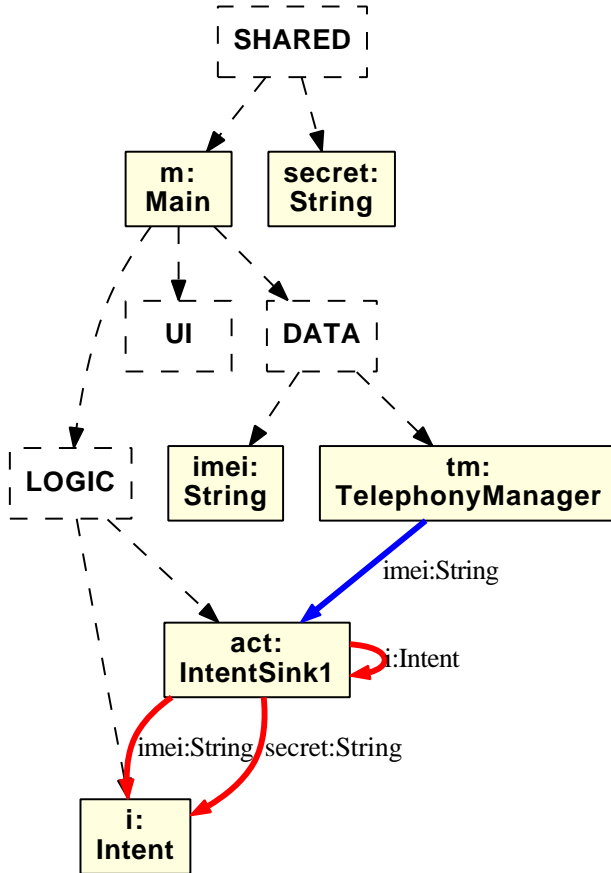 SHARED
m:
Main
secret:
String
UI
DATA
LOGIC
imei:
String
tm:
TelephonyManager
imei:String
act:
IntentSink1
i:Intent
imei:String
secret:String
i:
Intent